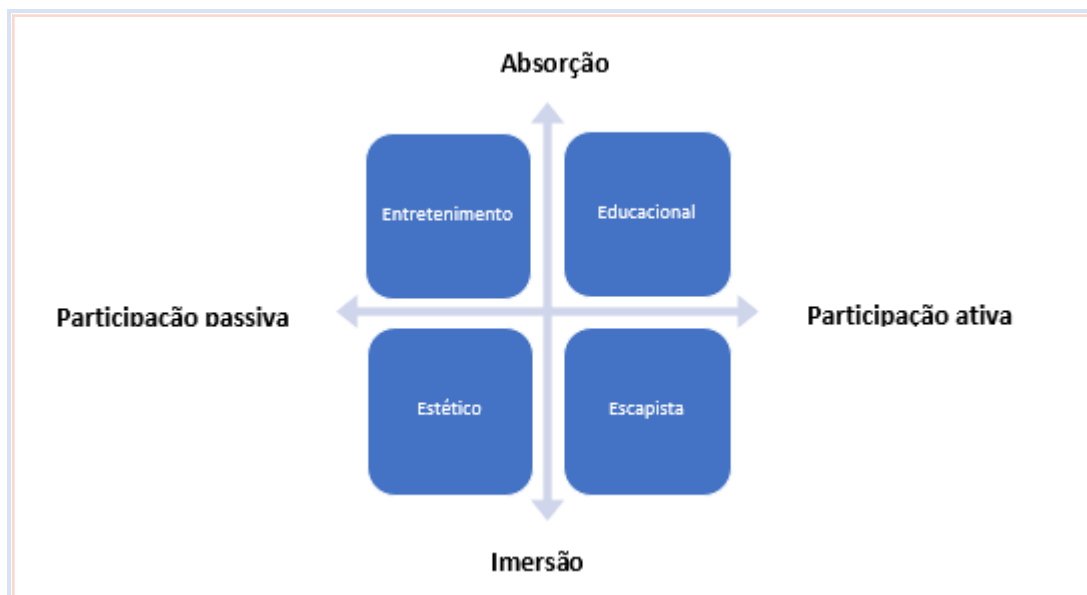 Absorção
Entretenimento
Educacional
Participação passiva
Participação ativa
Estético
Escapista
Imersão